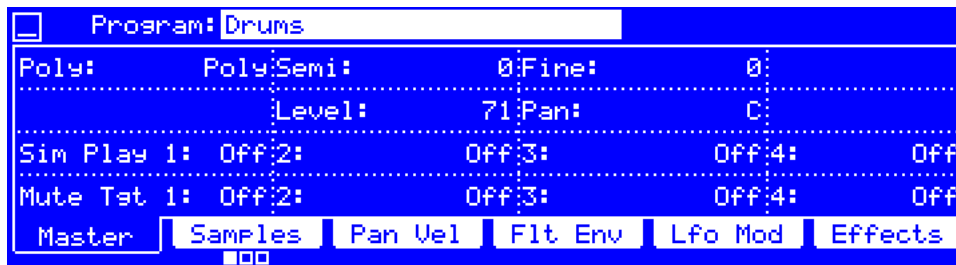 Program: Drums
Poly: Poly Semi: 0 Fine: 0
Level: 71 Pan: C
Sim Play 1: Off 2: Off 3: Off 4: Off
Mute Tgt 1: Off 2: Off 3: Off 4: Off
Master Samples Pan Vel Flt Env Lfo Mod Effects